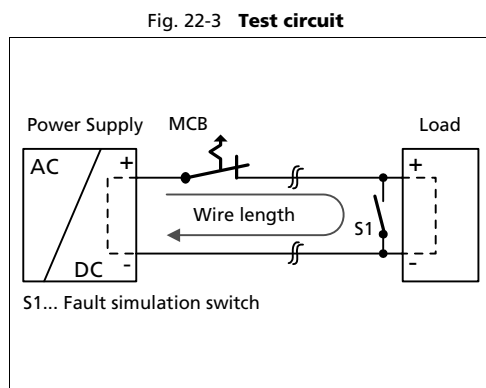 Fig. 22-3 Test circuit
Power Supply
MCB
Load
AC
+
+
Wire length
S1
DC
-
-
S1... Fault simulation switch